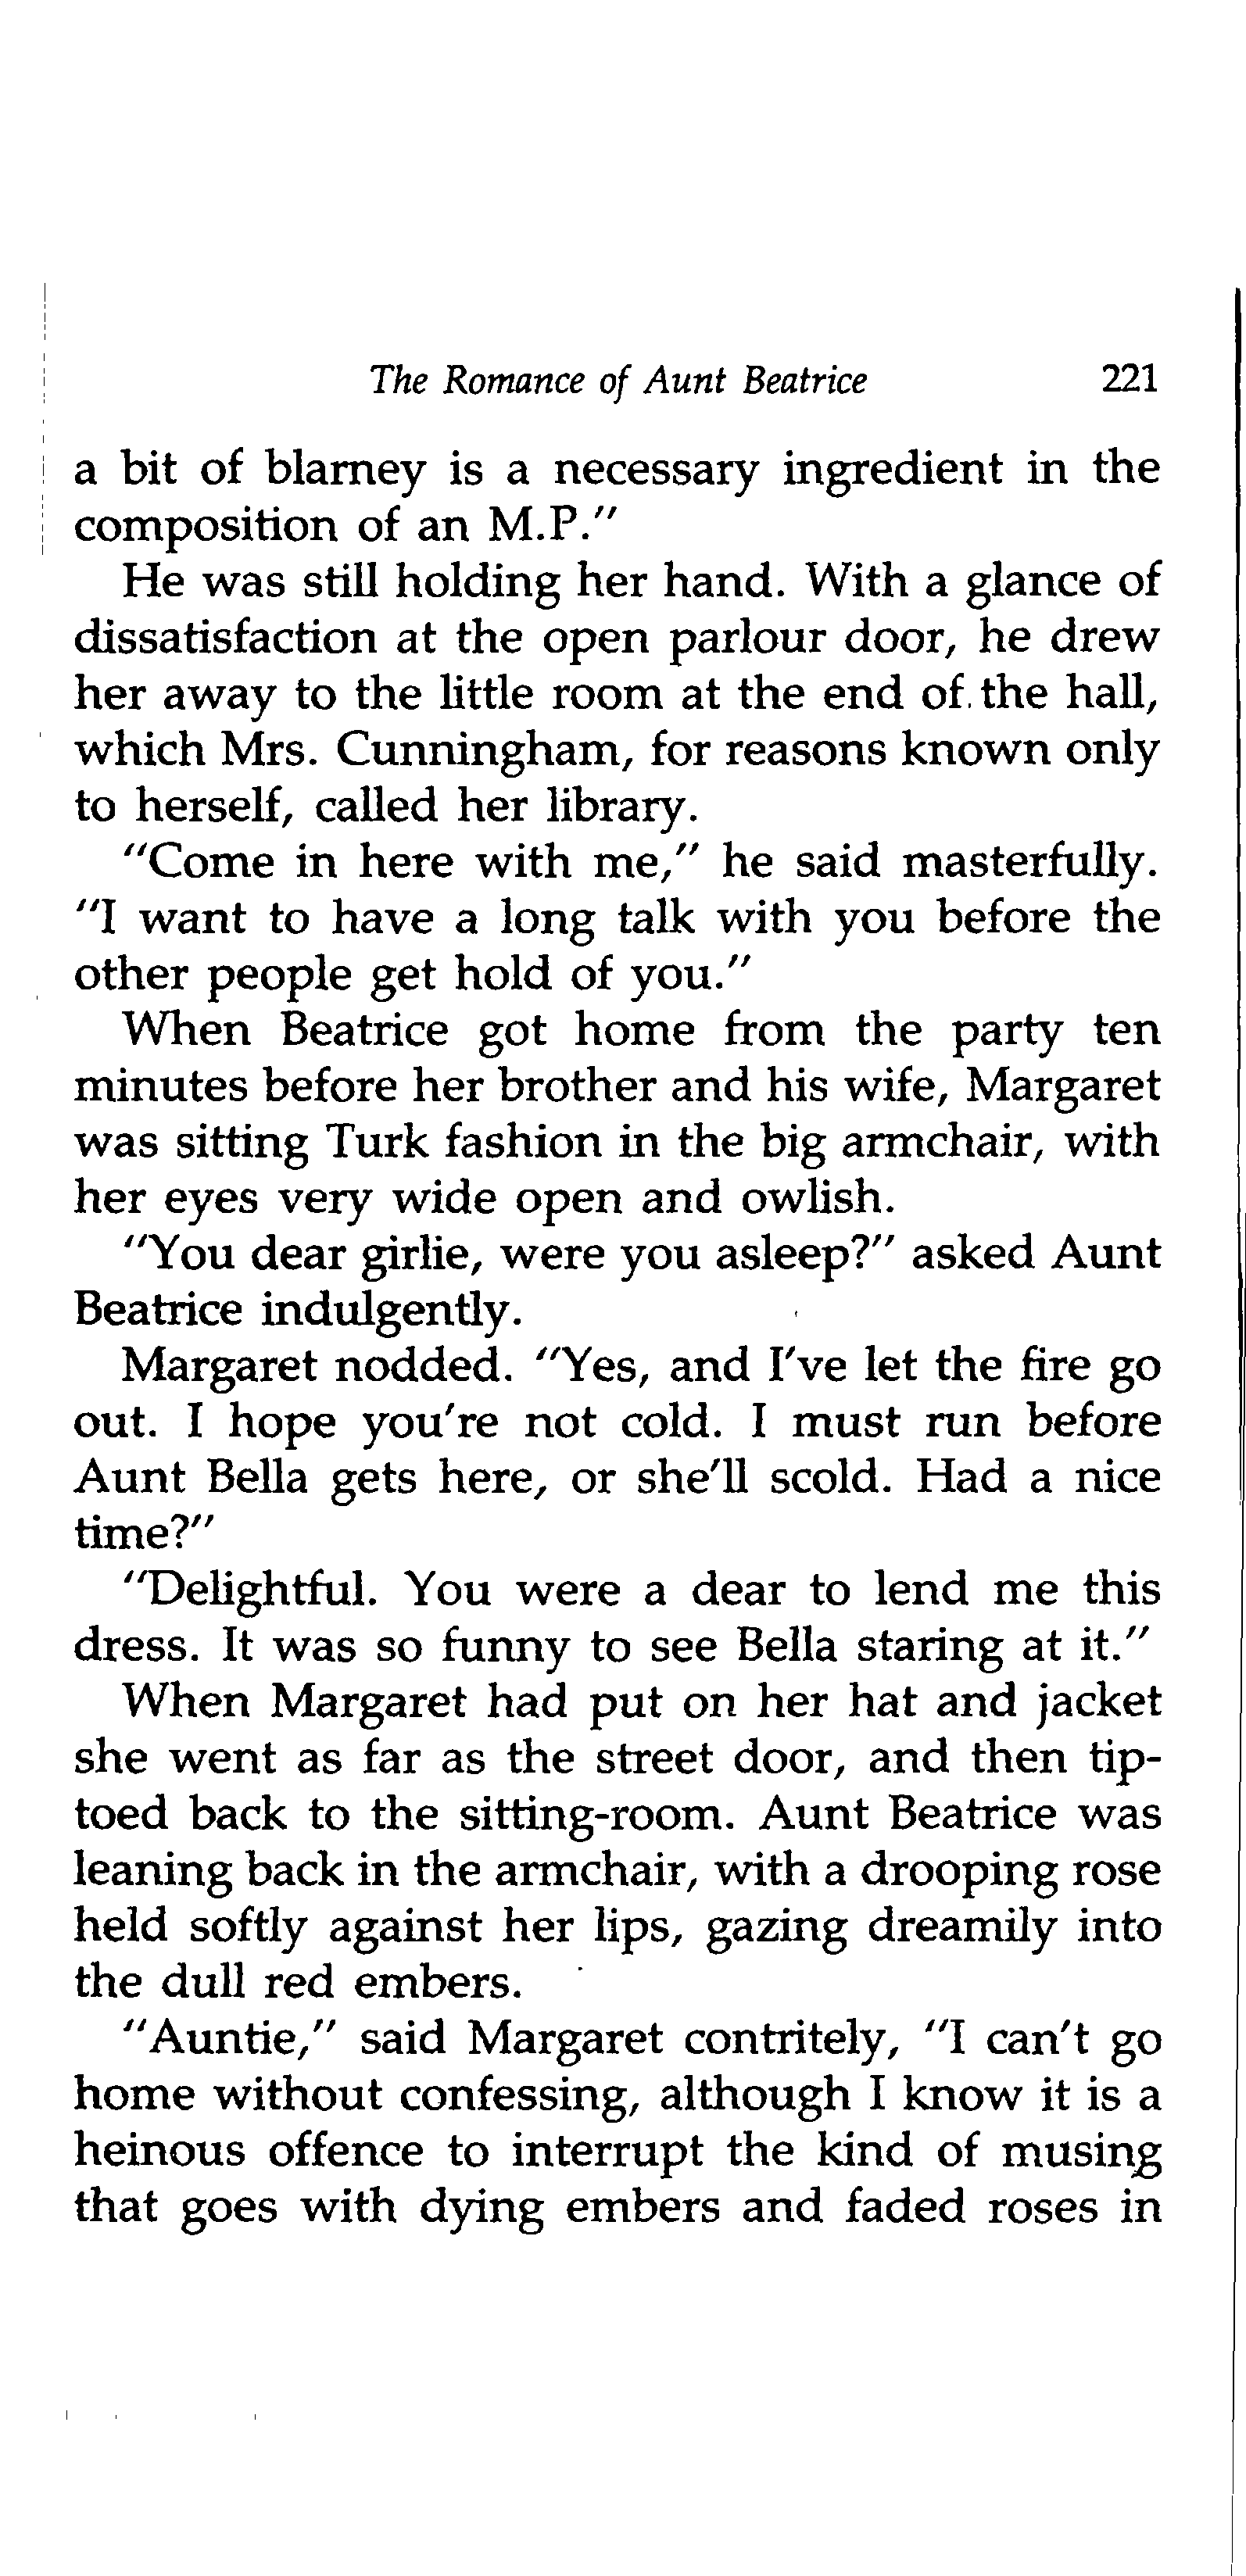 The Romance of Aunt Beatrice 221
a bit of blarney is a necessary ingredient in the
composition of an M.P."
He was still holding her hand. With a glance of
dissatisfaction at the open parlour door, he drew
her away to the little room at the end of the hall,
which Mrs. Cunningham, for reasons known only
to herself, called her library.
"Come in here with me," he said masterfully.
"I want to have a long talk with you before the
other people get hold of you."
When Beatrice got home from the party ten
minutes before her brother and his wife, Margaret
was sitting Turk fashion in the big armchair, with
her eyes very wide open and owlish.
"You dear girlie, were you asleep?" asked Aunt
Beatrice indulgently.
Margaret nodded. "Yes, and I've let the fire go
out. I hope you're not cold. I must run before
Aunt Bella gets here, or she'll scold. Had a nice
time?"
"Delightful. You were a dear to lend me this
dress. It was so funny to see Bella staring at it."
When Margaret had put on her hat and jacket
she went as far as the street door, and then tip-
toed back to the sitting-room. Aunt Beatrice was
leaning back in the armchair, with a drooping rose
held softly against her lips, gazing dreamily into
the dull red embers.
"Auntie," said Margaret contritely, "I can't go
home without confessing, although I know it is a
heinous offence to interrupt the kind of musing
that goes with dying embers and faded roses in